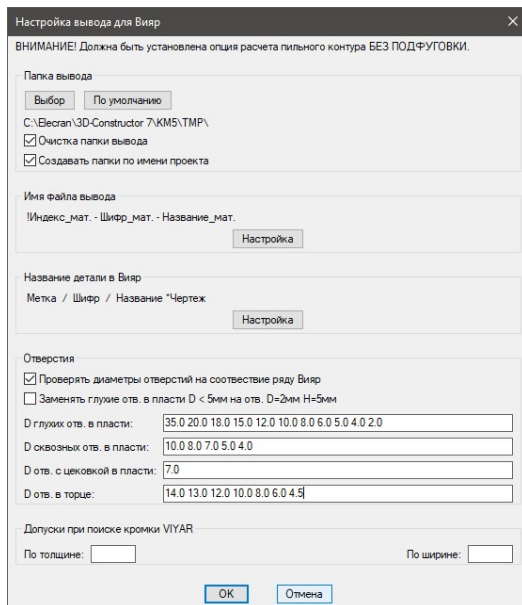 Настройка вывода для Вияр
ВНИМАНИЕ! Должна быть установлена опция расчета пильного контура БЕЗ ПОДФУГОВКИ.
Папка вывода
Выбор По умолчанию
C:\Elecran\3D-Constructor 7\KM5\TMP\
Очистка папки вывода
Создавать папки по имени проекта
Имя файла вывода
!Индекс_мат. - Шифр_мат. - Название_мат.
Настройка
Название детали в Вияр
Метка / Шифр / Название *Чертеж
Настройка
Отверстия
Проверять диаметры отверстий на соотвествие ряду Вияр
Заменять глухие отв. в пласти D < 5мм на отв. D=2мм H=5мм
D глухих отв. в пласти: 35.0 20.0 18.0 15.0 12.0 10.0 8.0 6.0 5.0 4.0 2.0
D сквозных отв. в пласти: 10.0 8.0 7.0 5.0 4.0
D отв. с цековкой в пласти: 7.0
D отв. в торце: 14.0 13.0 12.0 10.0 8.0 6.0 4.5
Допуски при поиске кромки VIYAR
По толщине: По ширине:
OK Отмена